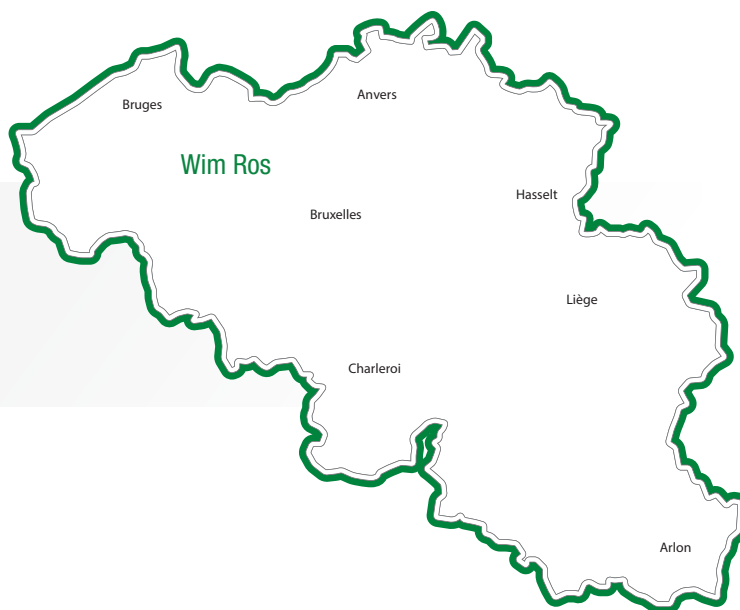 Anvers
Bruges
Wim Ros
Hasselt
Bruxelles
Liège
Charleroi
Arlon